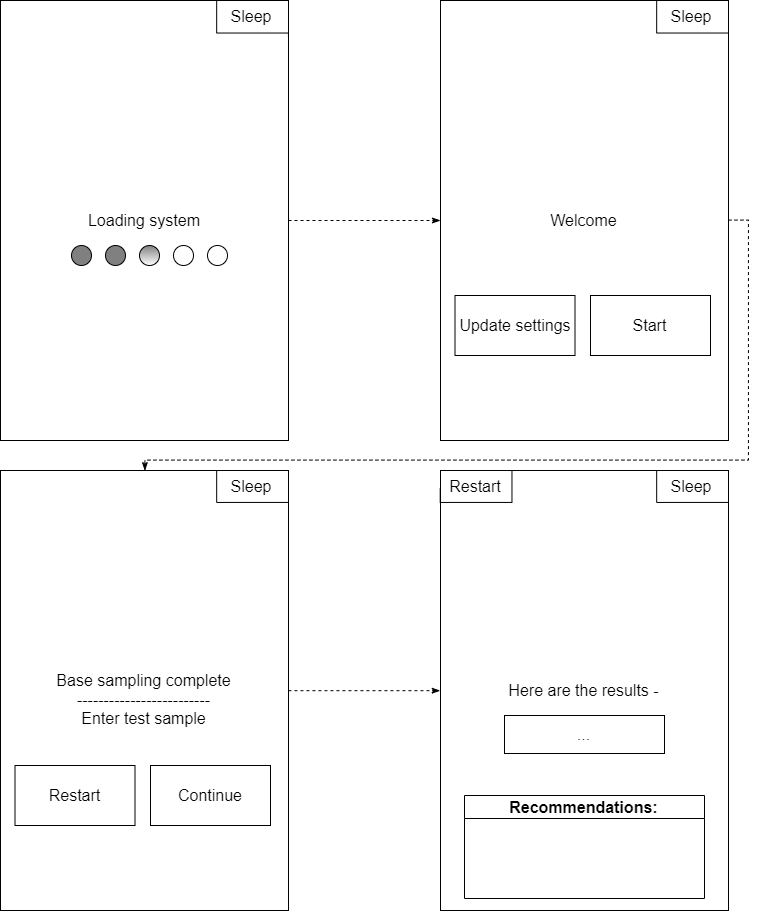 Sleep
Loading system
Sleep
Welcome
Update settings
Start
Sleep
Base sampling complete
-------------------------
Enter test sample
Restart
Continue
Restart
Sleep
Here are the results -
...
Recommendations: